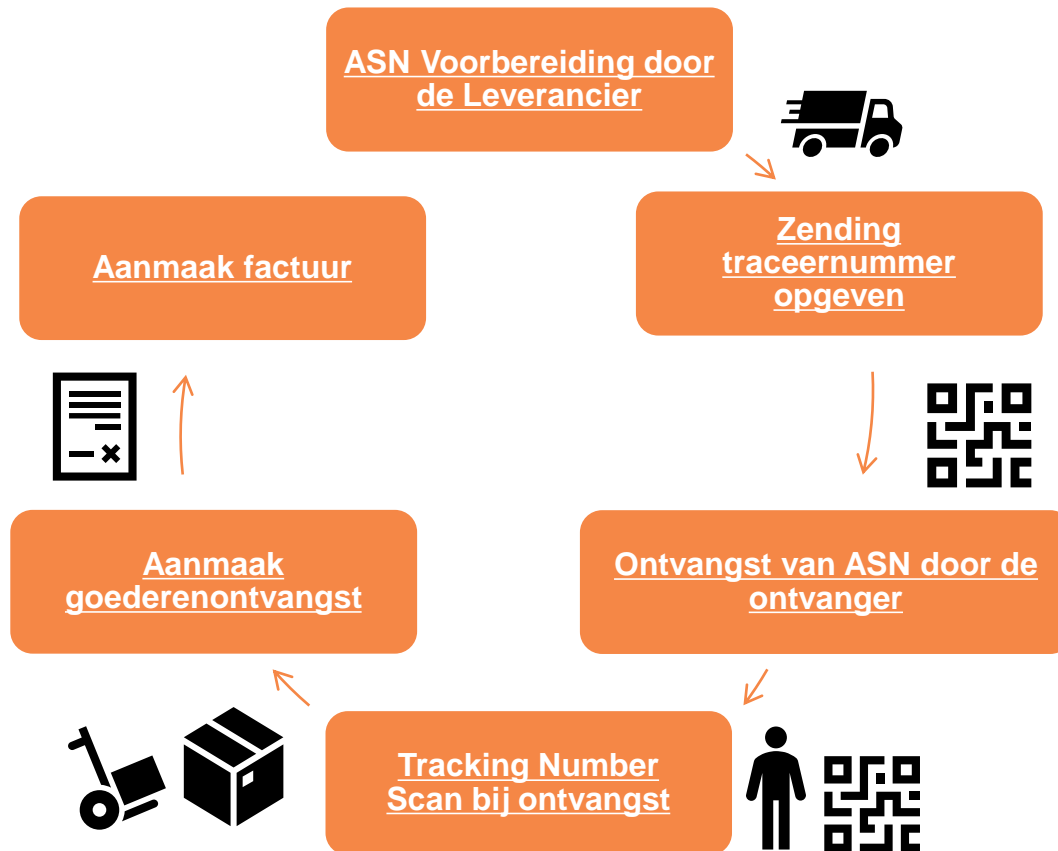 ASN Voorbereiding door
de Leverancier
Zending
traceernummer
opgeven
Ontvangst van ASN door de
ontvanger
Tracking Number
Scan bij ontvangst
Aanmaak
goederenontvangst
Aanmaak factuur